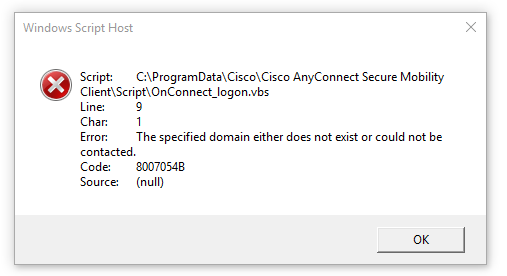 Windows Script Host
Script: C:\ProgramData\Cisco\Cisco AnyConnect Secure Mobility
Client\Script\OnConnect_logon.vbs
Line: 9
Char: 1
Error: The specified domain either does not exist or could not be
contacted.
Code: 8007054B
Source: (null)
OK